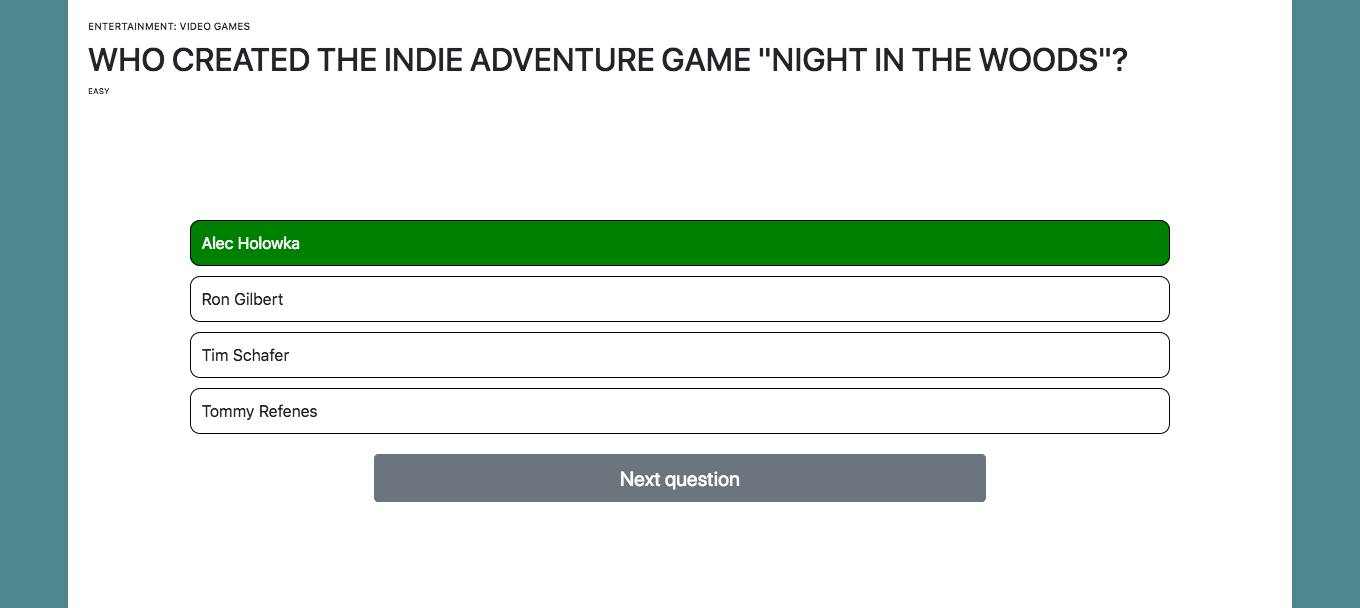 ENTERTAINMENT: VIDEO GAMES
WHO CREATED THE INDIE ADVENTURE GAME "NIGHT IN THE WOODS"?
EASY
Alec Holowka
Ron Gilbert
Tim Schafer
Tommy Refenes
Next question